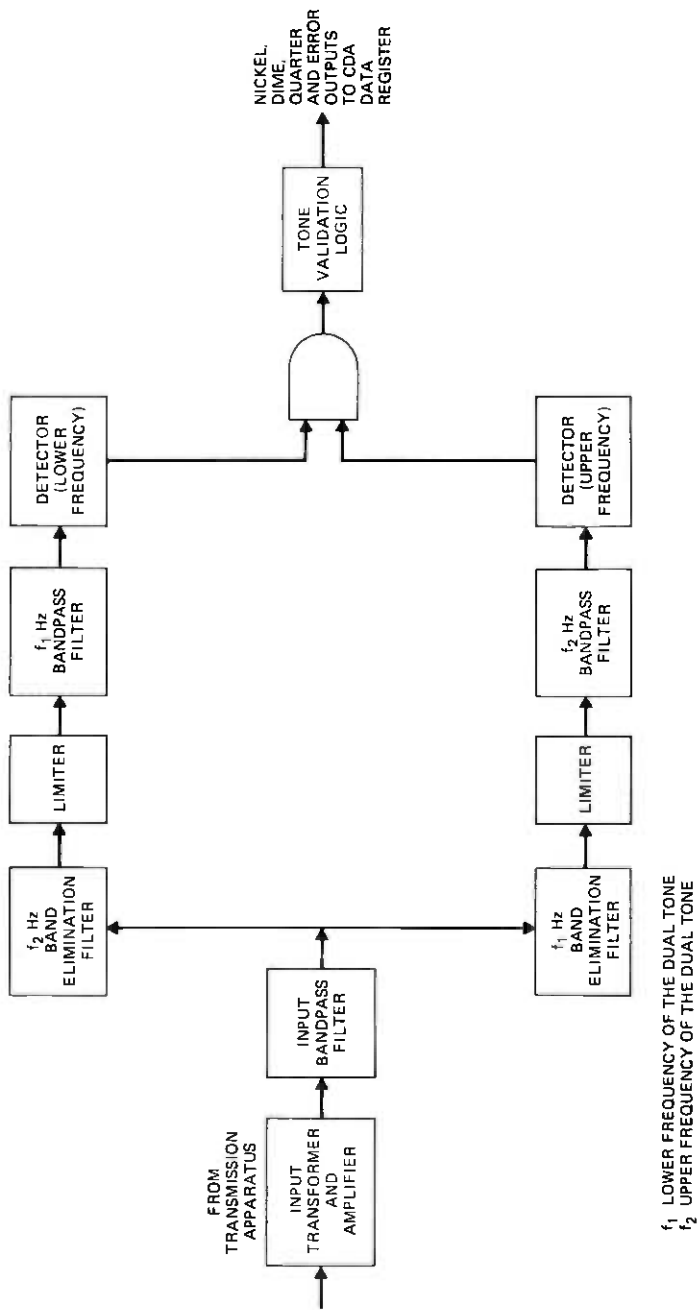 FROM
TRANSMISSION
APPARATUS
INPUT
TRANSFORMER
AND
AMPLIFIER
INPUT
BANDPASS
FILTER
f2 Hz
BAND
ELIMINATION
FILTER
LIMITER
f1 Hz
BANDPASS
FILTER
DETECTOR
(LOWER
FREQUENCY)
f1 Hz
BAND
ELIMINATION
FILTER
LIMITER
f2 Hz
BANDPASS
FILTER
DETECTOR
(UPPER
FREQUENCY)
TONE
VALIDATION
LOGIC
NICKEL,
DIME,
QUARTER
AND ERROR
OUTPUTS
TO CDA
DATA
REGISTER
f1 LOWER FREQUENCY OF THE DUAL TONE
f2 UPPER FREQUENCY OF THE DUAL TONE